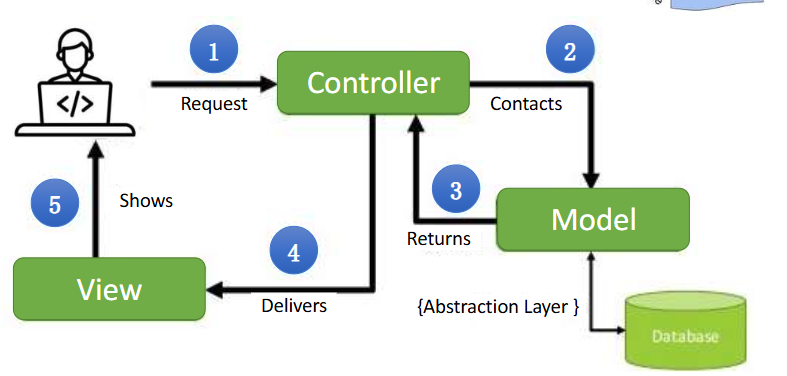 1
2
Controller
</>
Request
Contacts
3
5
Shows
Model
Returns
4
View
Delivers
{Abstraction Layer }
Database